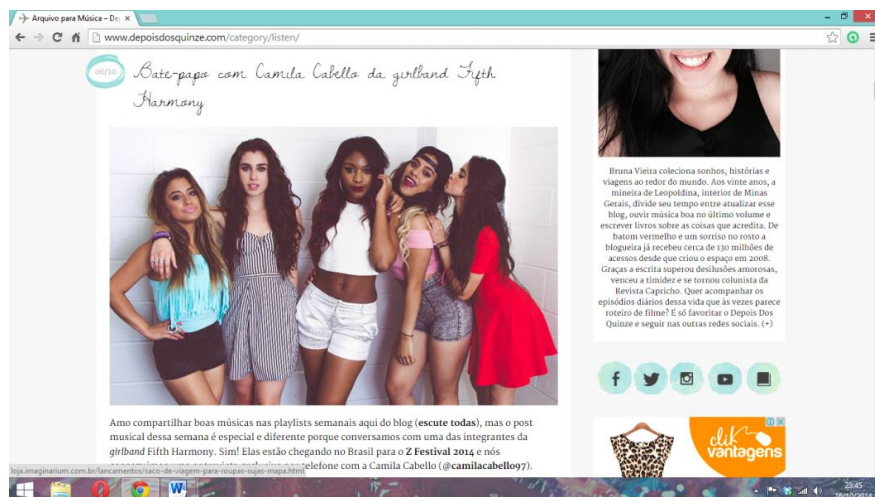 Arquivo para Música – De
www.depoisdosquinze.com/category/listen/
06/10
Bate-papo com Camila Cabello da girlband Fifth
Harmony
Amo compartilhar boas músicas nas playlists semanais aqui do blog (escute todas), mas o post
musical dessa semana é especial e diferente porque conversamos com uma das integrantes da
girlband Fifth Harmony. Sim! Elas estão chegando no Brasil para o Z Festival 2014 e nós
telefone com a Camila Cabello (@camilacabello97).
loja.imaginarium.com.br/lancamentos/saco-de-viagem-para-roupas-sujas-mapa.html
Bruna Vieira coleciona sonhos, histórias e
viagens ao redor do mundo. Aos vinte anos, a
mineira de Leopoldina, interior de Minas
Gerais, divide seu tempo entre atualizar esse
blog, ouvir música boa no último volume e
escrever livros sobre as coisas que acredita. De
batom vermelho e um sorriso no rosto a
blogueira já recebeu cerca de 130 milhões de
acessos desde que criou o espaço em 2008.
Graças a escrita superou desilusões amorosas,
venceu a timidez e se tornou colunista da
Revista Capricho. Quer acompanhar os
episódios diários dessa vida que às vezes parece
roteiro de filme? É só favoritar o Depois Dos
Quinze e seguir nas outras redes sociais. (+)
clik
vantagens
23:45
18/10/2014